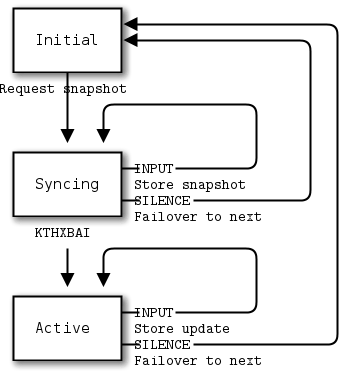 Initial
Request snapshot
INPUT
Syncing
Store snapshot
SILENCE
Failover to next
KTHXBAI
INPUT
Active
Store update
SILENCE
Failover to next